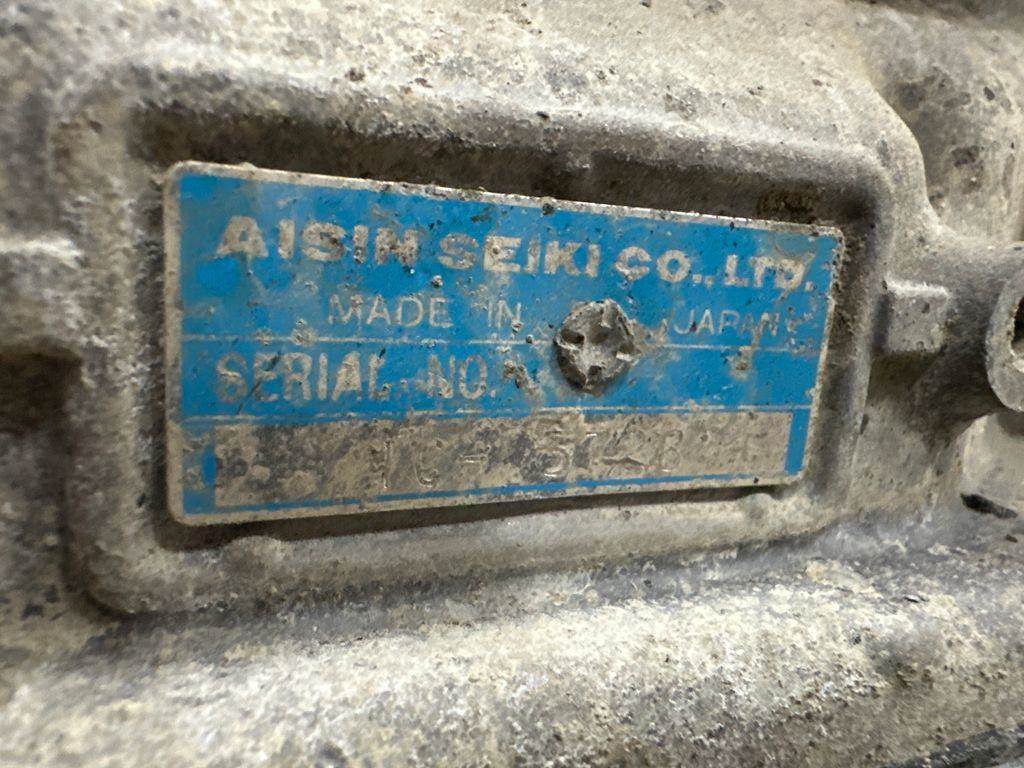 AISIN SEIKI CO., LTD.
MADE IN JAPAN
SERIAL NO.